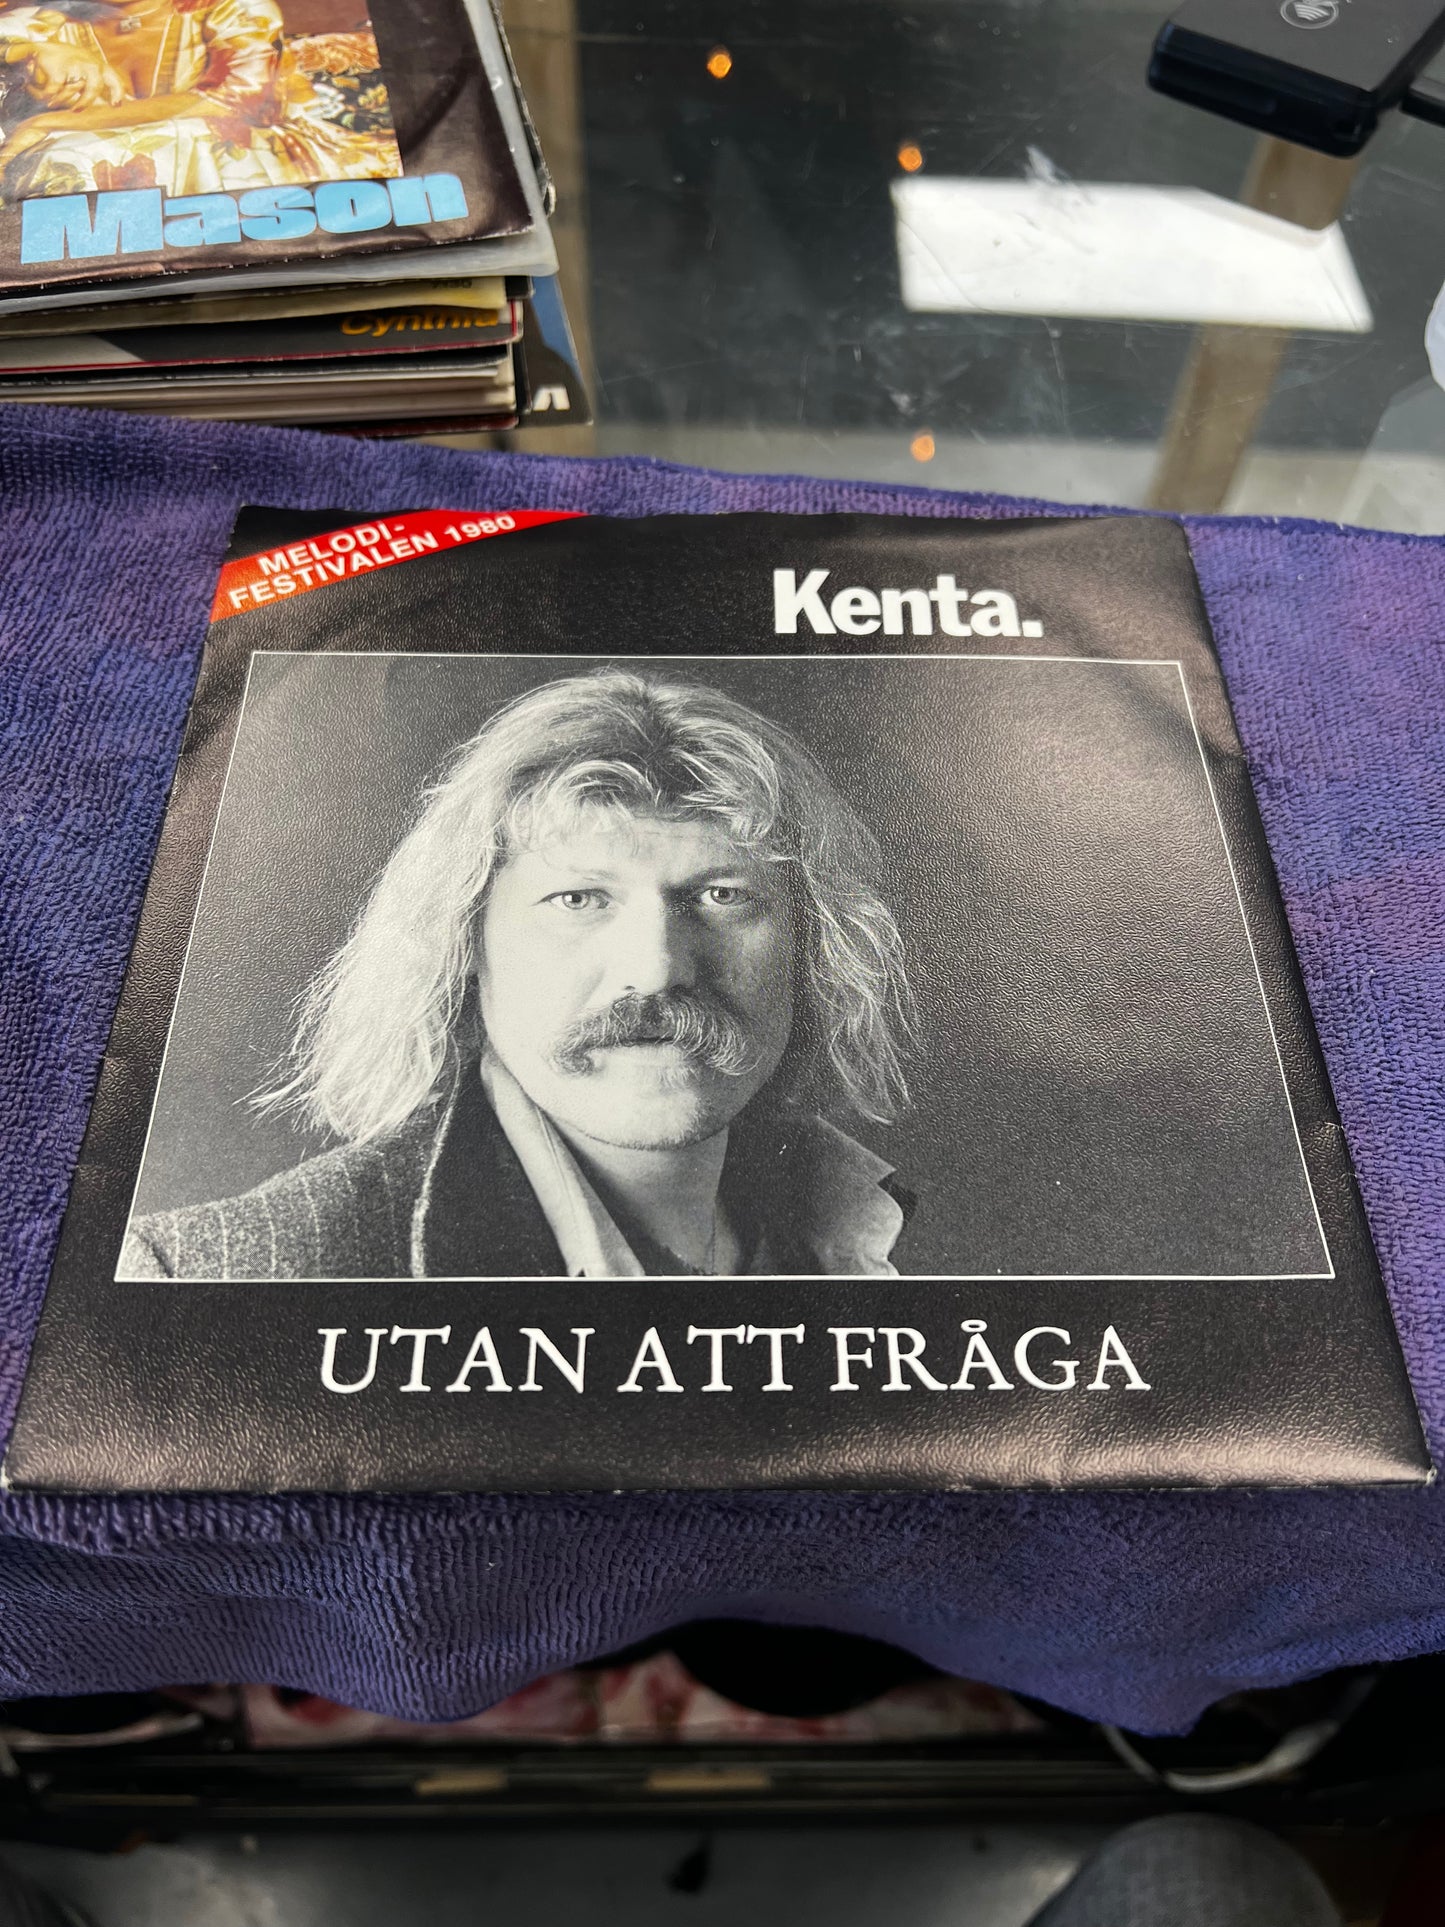 Mason
Cynthia
MELODI-
FESTIVALEN 1980
Kenta.
UTAN ATT FRÅGA